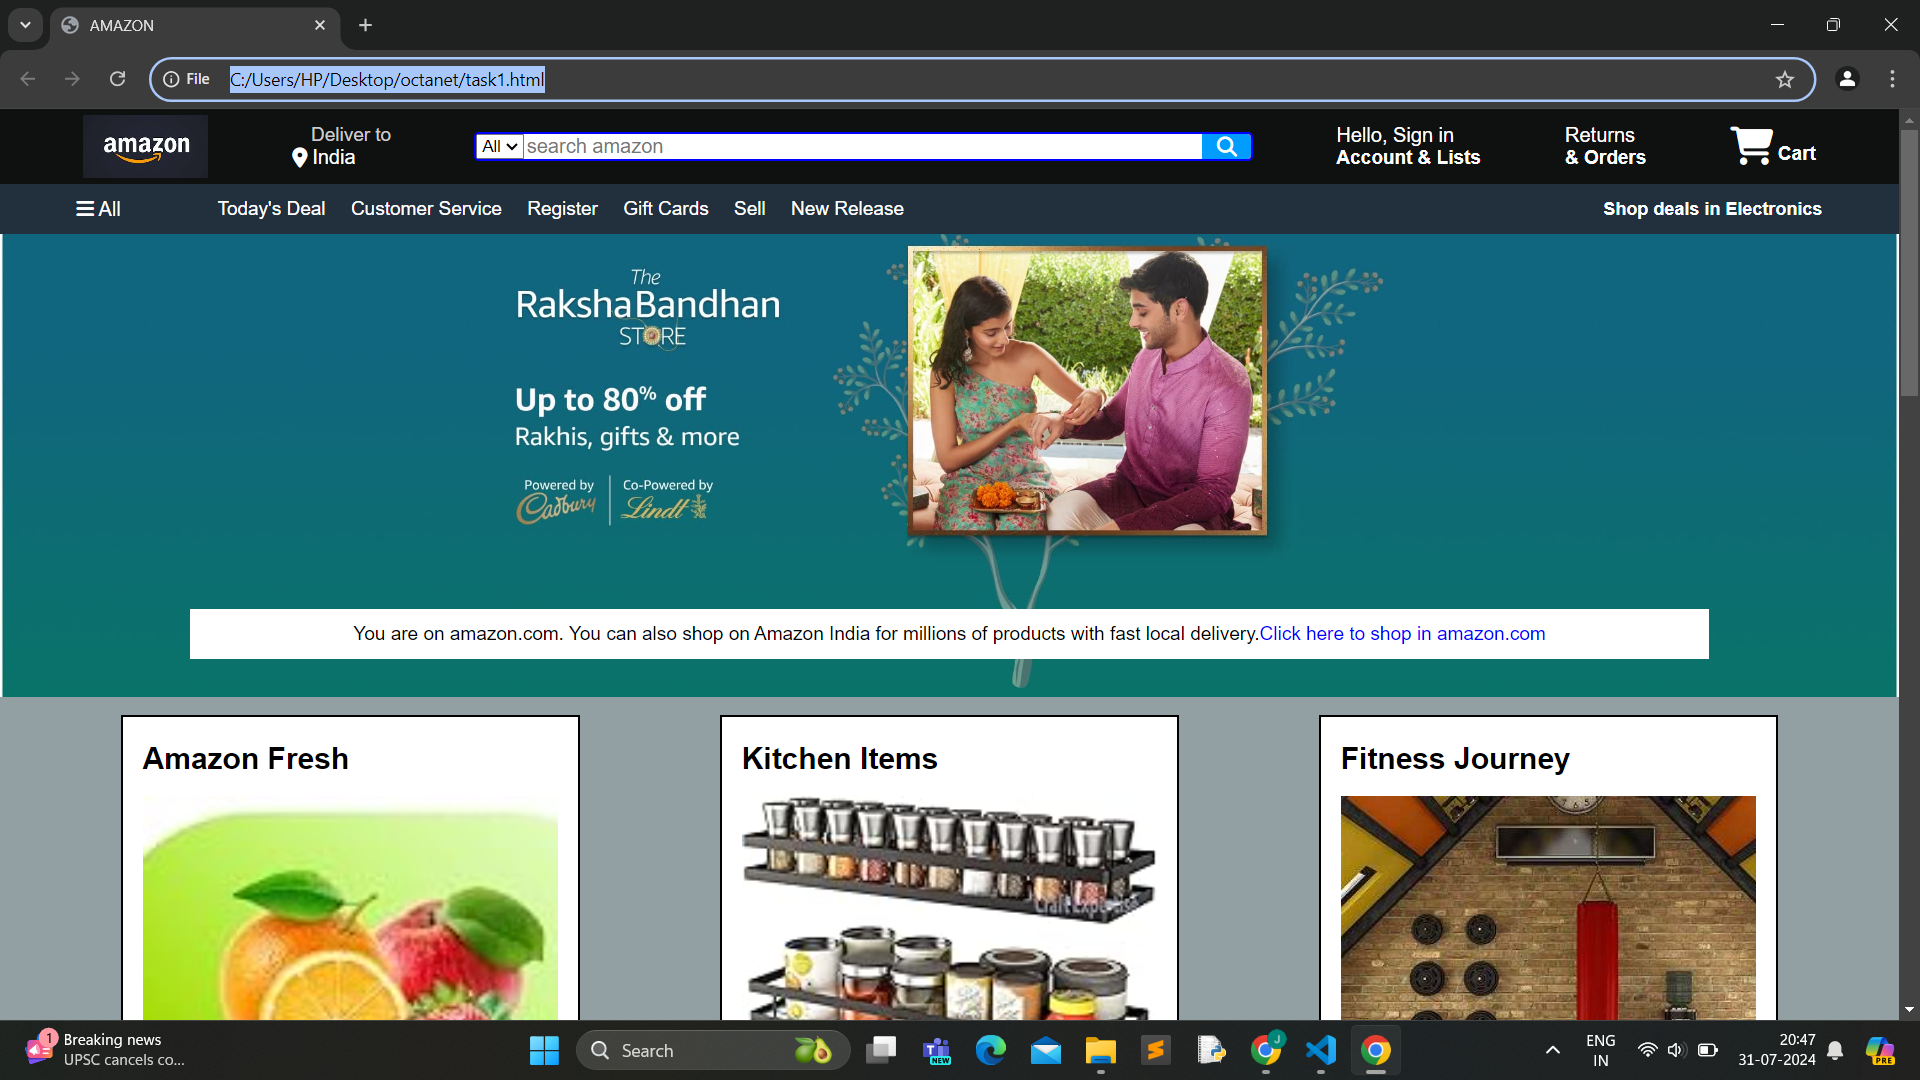 AMAZON
File C:/Users/HP/Desktop/octanet/task1.html
amazon
Deliver to
India
All search amazon
Hello, Sign in
Account & Lists
Returns
& Orders
Cart
All Today's Deal Customer Service Register Gift Cards Sell New Release Shop deals in Electronics
The
RakshaBandhan
STORE
Up to 80% off
Rakhis, gifts & more
Powered by
Cadbury
Co-Powered by
Lindt
You are on amazon.com. You can also shop on Amazon India for millions of products with fast local delivery.Click here to shop in amazon.com
Amazon Fresh
Kitchen Items
Fitness Journey
1
Breaking news
UPSC cancels co...
Search
NEW
J
ENG
IN
20:47
31-07-2024
PRE